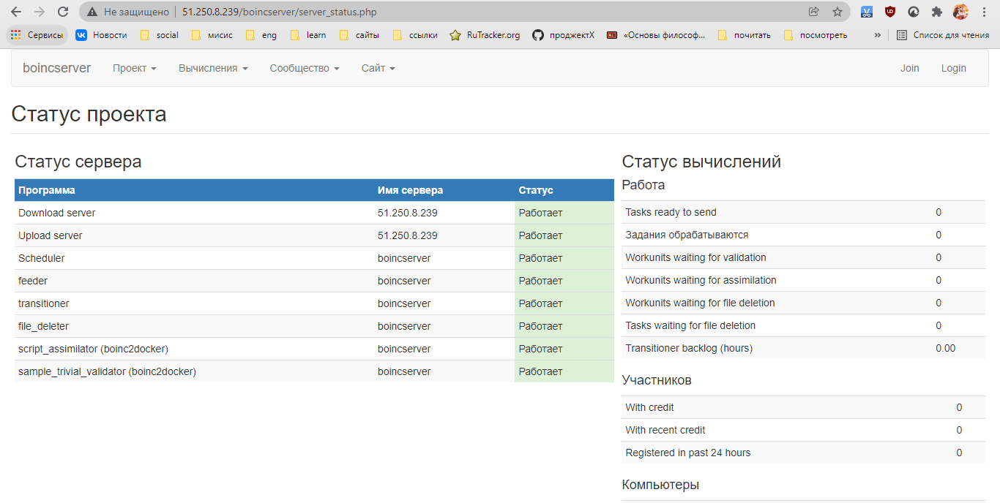 Не защищено 51.250.8.239/boincserver/server_status.php
Сервисы Новости social мисис eng learn сайты ссылки RuTracker.org проджектХ «Основы философ... почитать посмотреть » Список для чтения
boincserver Проект Вычисления Сообщество Сайт Join Login
Статус проекта
Статус сервера
Программа Имя сервера Статус
Download server 51.250.8.239 Работает
Upload server 51.250.8.239 Работает
Scheduler boincserver Работает
feeder boincserver Работает
transitioner boincserver Работает
file_deleter boincserver Работает
script_assimilator (boinc2docker) boincserver Работает
sample_trivial_validator (boinc2docker) boincserver Работает
Статус вычислений
Работа
Tasks ready to send 0
Задания обрабатываются 0
Workunits waiting for validation 0
Workunits waiting for assimilation 0
Workunits waiting for file deletion 0
Tasks waiting for file deletion 0
Transitioner backlog (hours) 0.00
Участников
With credit 0
With recent credit 0
Registered in past 24 hours 0
Компьютеры